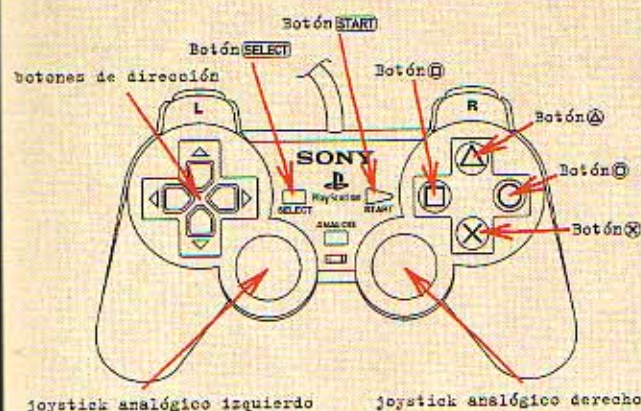 Botón START
Botón SELECT
botones de dirección
Botón □
L
R
Botón △
SONY
Botón ○
PlayStation
SELECT
START
ANALOG
Botón ⓧ
joystick analógico izquierdo
joystick analógico derecho